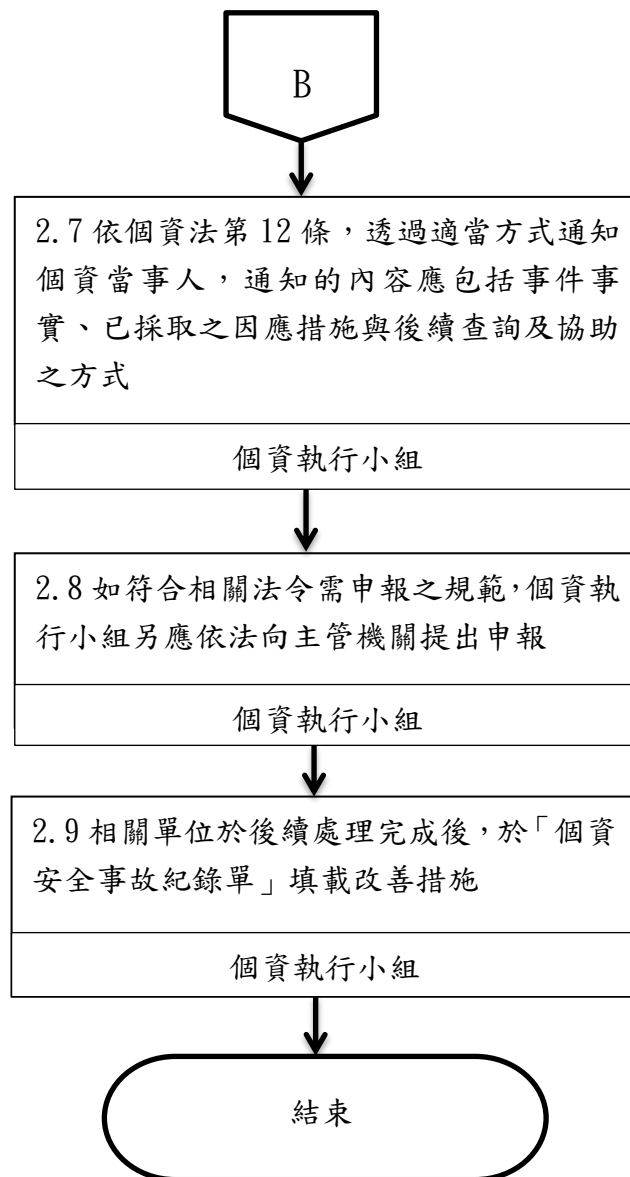 B
2.7 依個資法第 12 條，透過適當方式通知
個資當事人，通知的內容應包括事件事
實、已採取之因應措施與後續查詢及協助
之方式
個資執行小組
2.8 如符合相關法令需申報之規範，個資執
行小組另應依法向主管機關提出申報
個資執行小組
2.9 相關單位於後續處理完成後，於「個資
安全事故紀錄單」填載改善措施
個資執行小組
結束